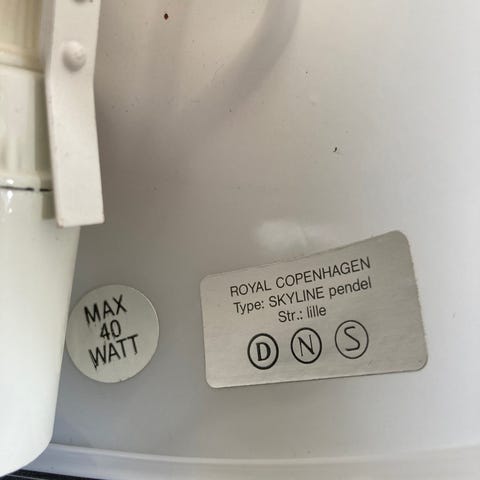 MAX
40
WATT
ROYAL COPENHAGEN
Type: SKYLINE pendel
Str.: lille
D N S